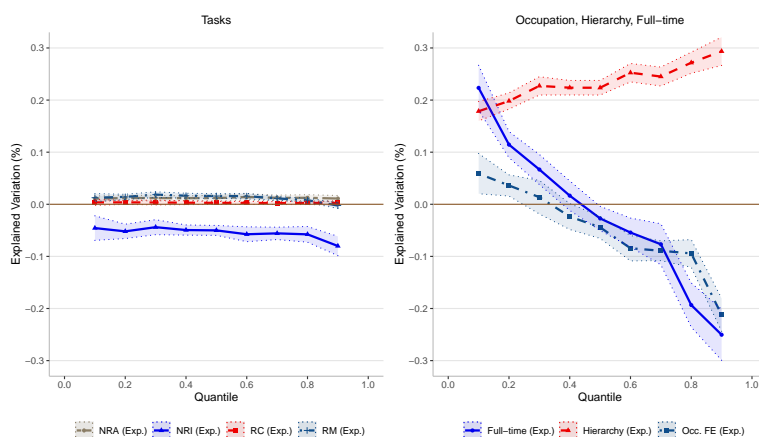 Tasks
Explained Variation (%)
0.3
0.2
0.1
0.0
−0.1
−0.2
−0.3
0.0 0.2 0.4 0.6 0.8 1.0
Quantile
NRA (Exp.) NRI (Exp.) RC (Exp.) RM (Exp.)
Occupation, Hierarchy, Full−time
Explained Variation (%)
0.3
0.2
0.1
0.0
−0.1
−0.2
−0.3
0.0 0.2 0.4 0.6 0.8 1.0
Quantile
Full−time (Exp.) Hierarchy (Exp.) Occ. FE (Exp.)